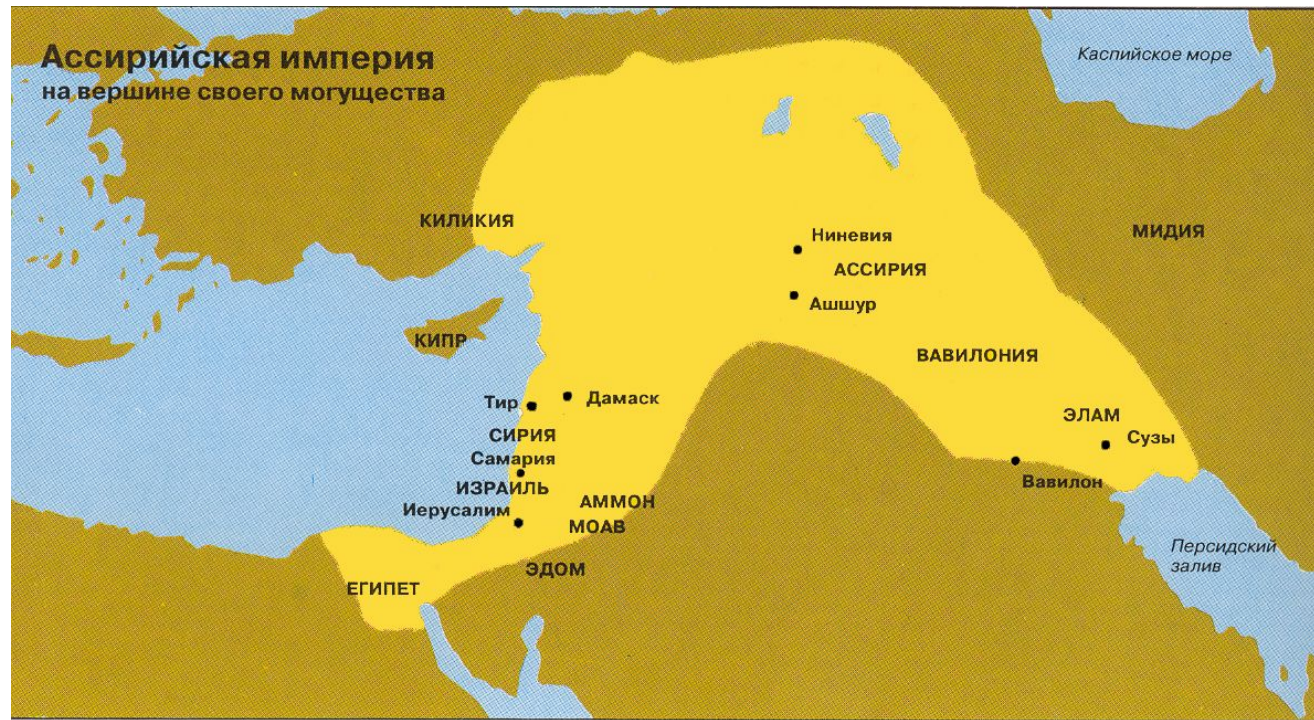 Ассирийская империя
на вершине своего могущества
Каспийское море
КИЛИКИЯ
Ниневия
МИДИЯ
АССИРИЯ
Ашшур
КИПР
ВАВИЛОНИЯ
Тир
Дамаск
ЭЛАМ
СИРИЯ
Сузы
Самария
ИЗРАИЛЬ
Вавилон
Иерусалим
АММОН
МОАВ
Персидский
залив
ЭДОМ
ЕГИПЕТ